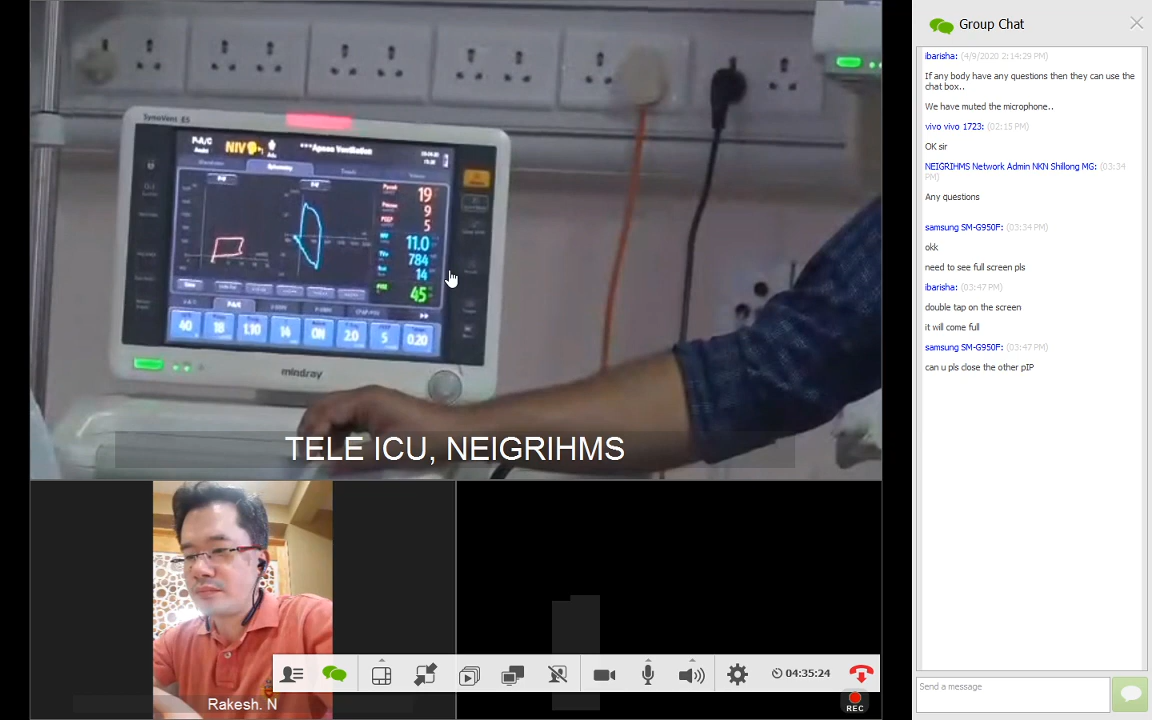 SynoVent E5
P-A/C
NIV
***Apnea Ventilation
Spirometry
19
9
PEEP
5
11.0
784
14
45
P-A/C
40
18
1.10
14
ON
2.0
5
0.20
mindray
TELE ICU, NEIGRIHMS
Rakesh. N
04:35:24
REC
Group Chat
ibarisha: (4/9/2020 2:14:29 PM)
If any body have any questions then they can use the
chat box..
We have muted the microphone..
vivo vivo 1723: (02:15 PM)
OK sir
NEIGRIHMS Network Admin NKN Shillong MG: (03:34
PM)
Any questions
samsung SM-G950F: (03:34 PM)
okk
need to see full screen pls
ibarisha: (03:47 PM)
double tap on the screen
it will come full
samsung SM-G950F: (03:47 PM)
can u pls close the other pIP
Send a message